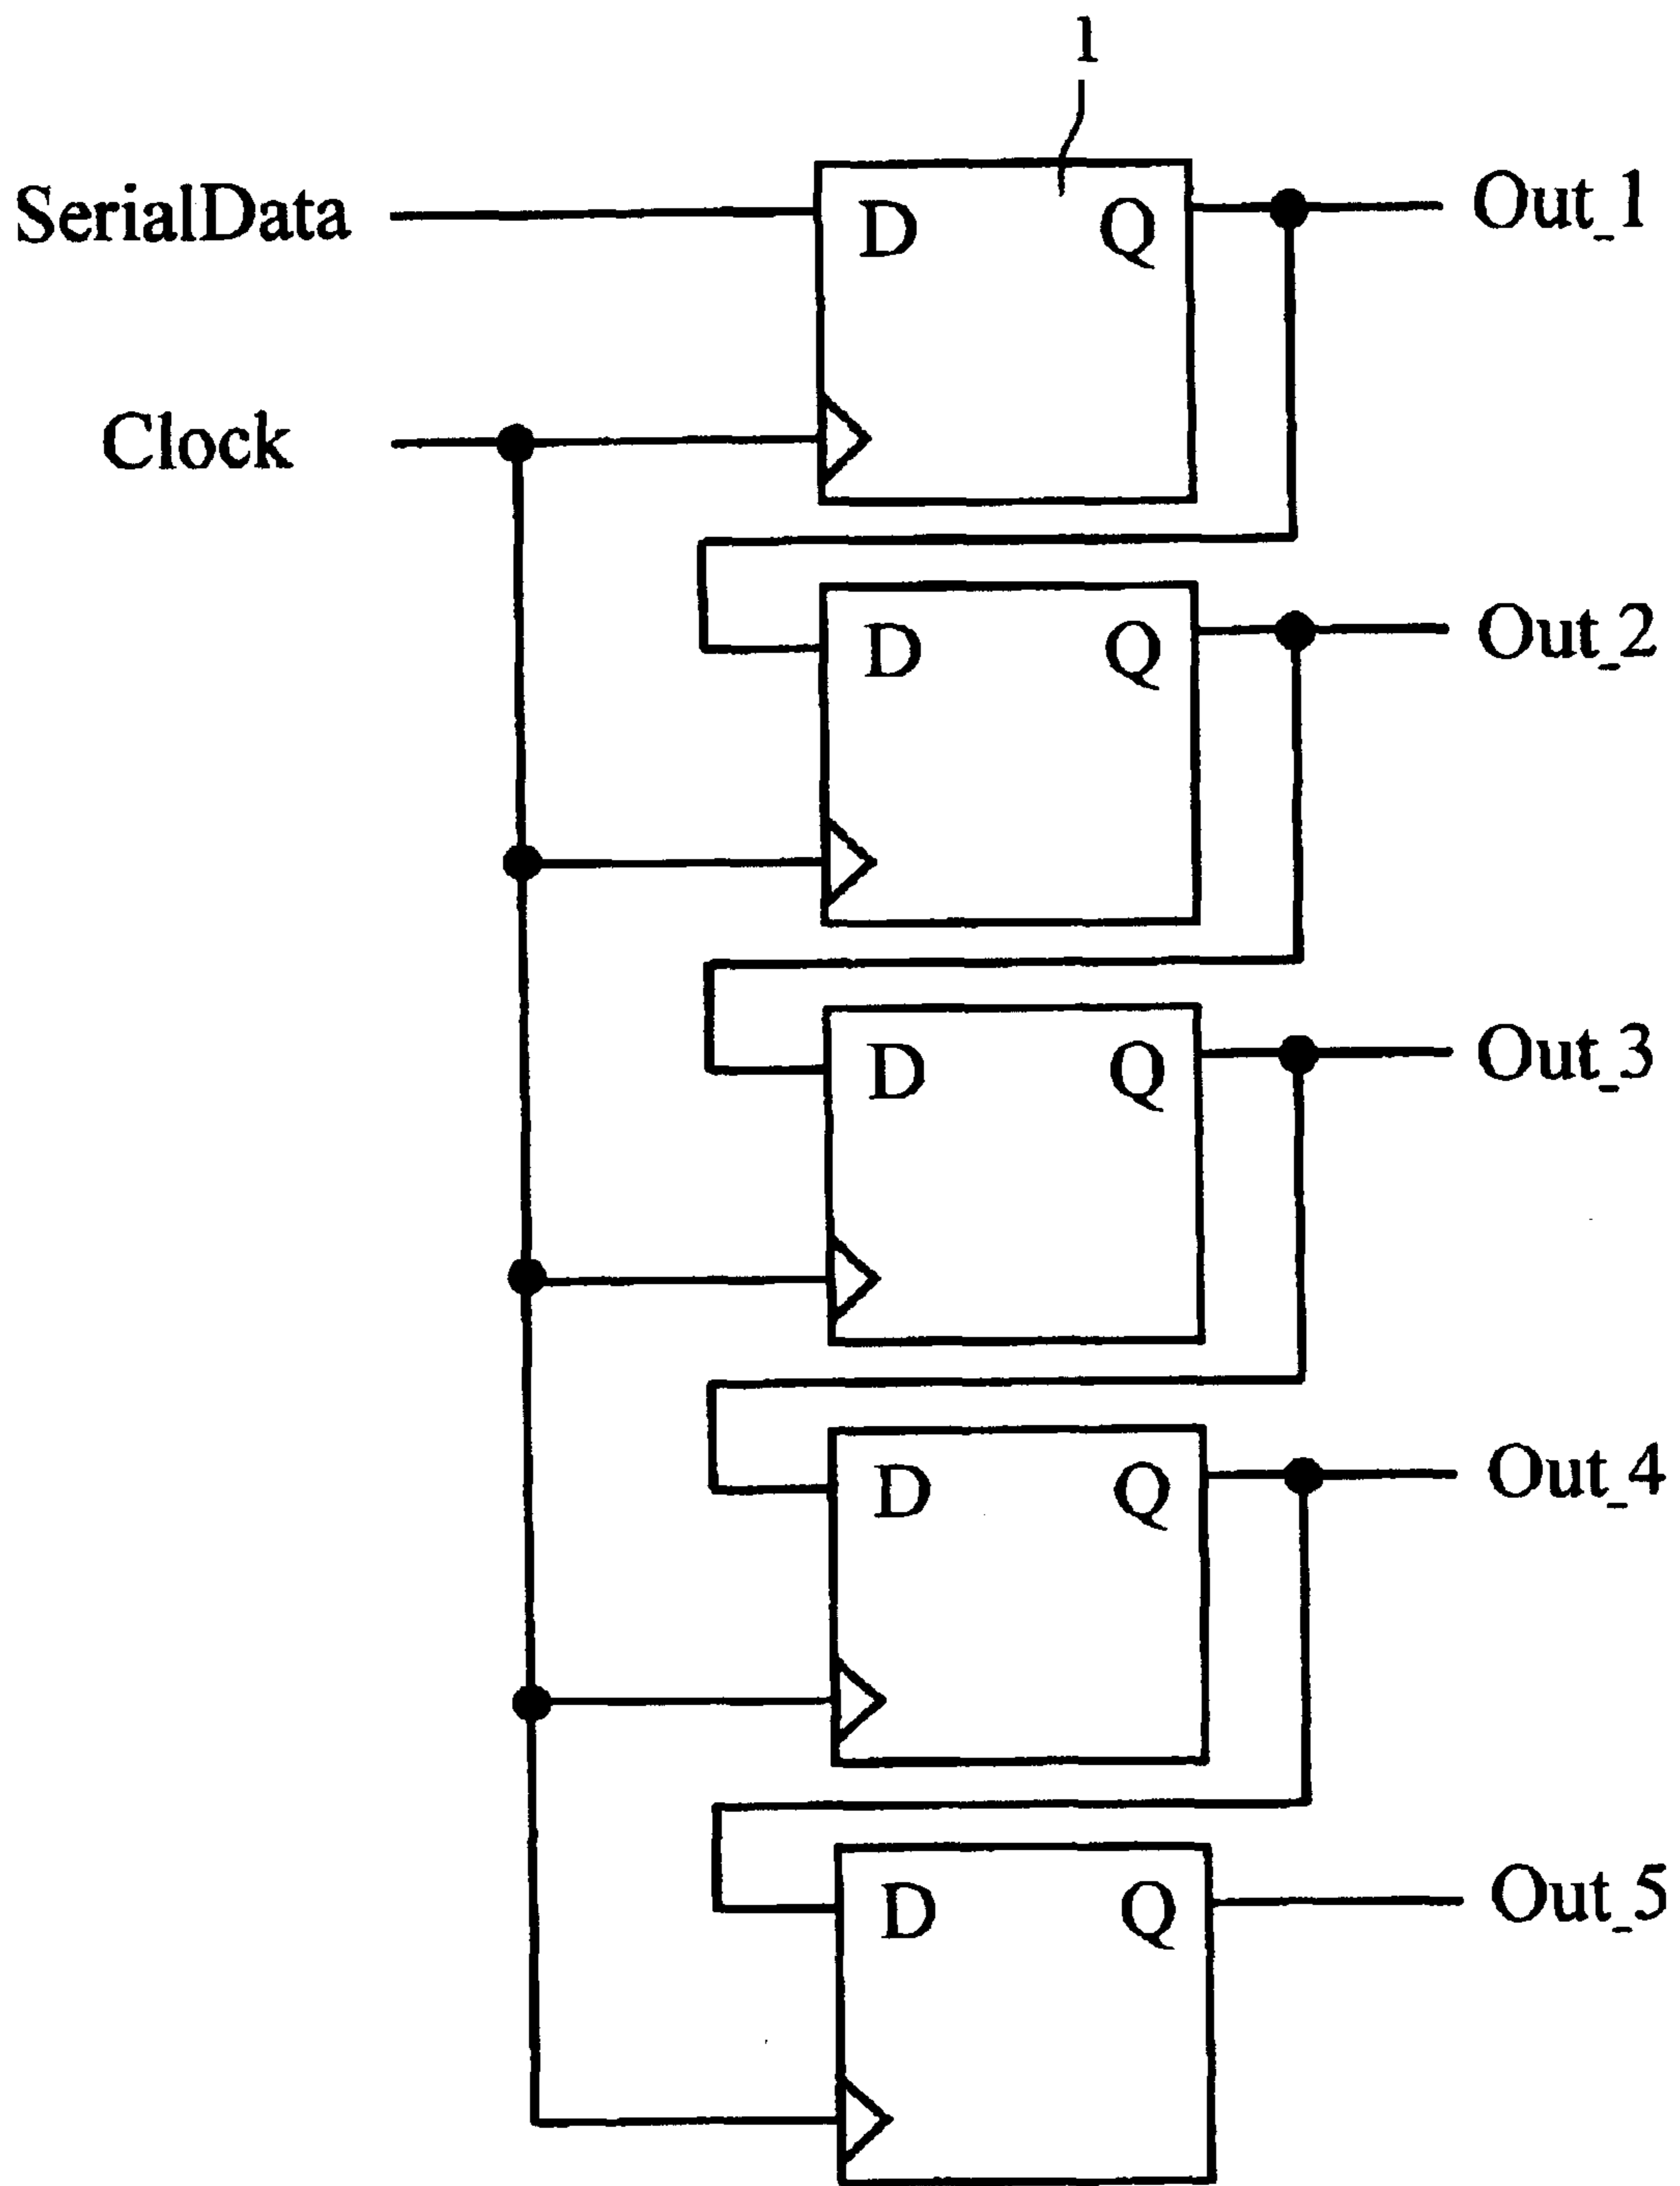 1
SerialData
D Q
Out_1
Clock
D Q
Out_2
D Q
Out_3
D Q
Out_4
D Q
Out_5